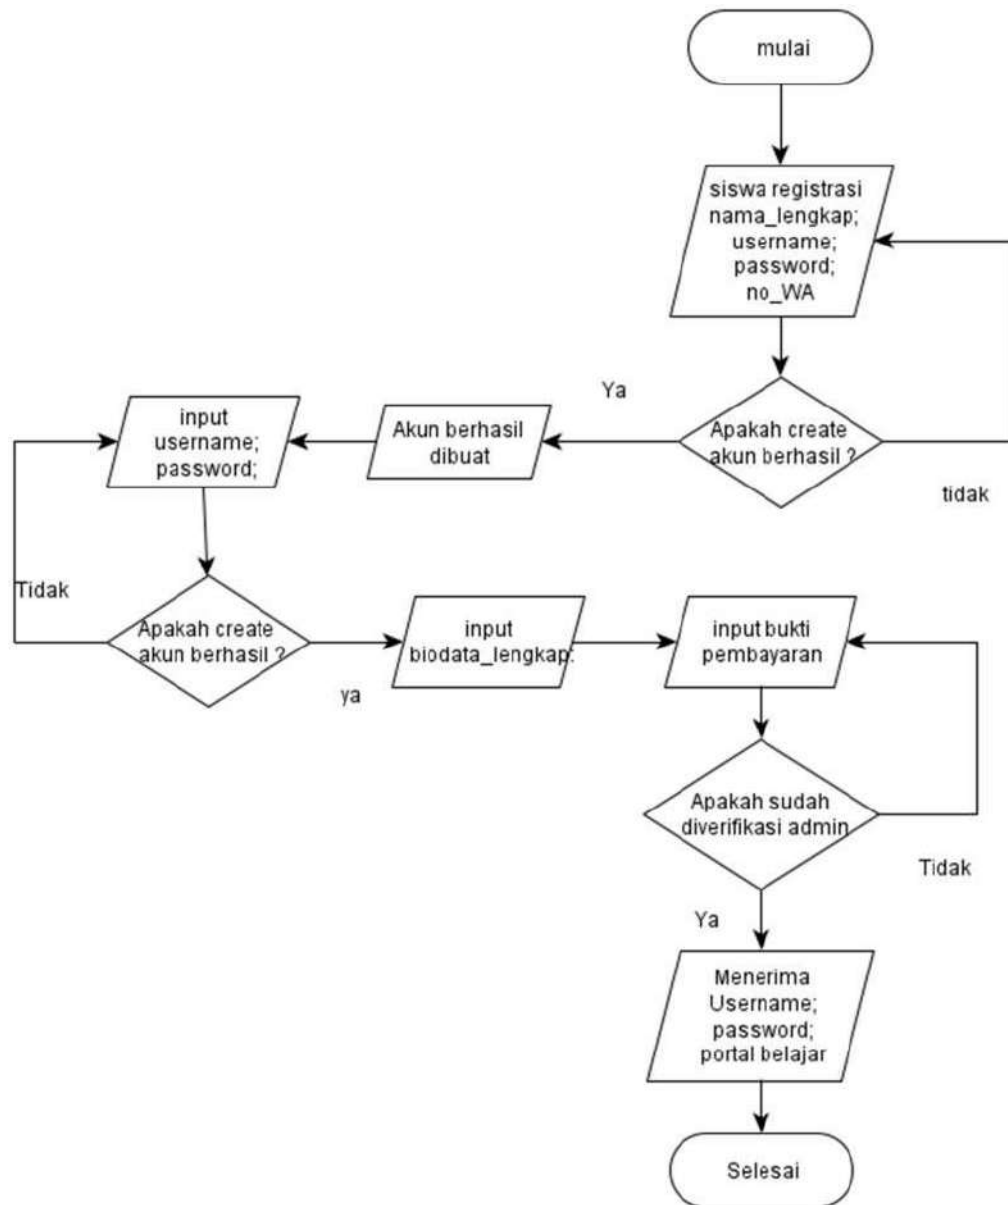 mulai
siswa registrasi
nama_lengkap;
username;
password;
no_WA
Ya
Apakah create
akun berhasil ?
tidak
Akun berhasil
dibuat
input
username;
password;
Tidak
Apakah create
akun berhasil ?
ya
input
biodata_lengkap;
input bukti
pembayaran
Apakah sudah
diverifikasi admin
Tidak
Ya
Menerima
Username;
password;
portal belajar
Selesai